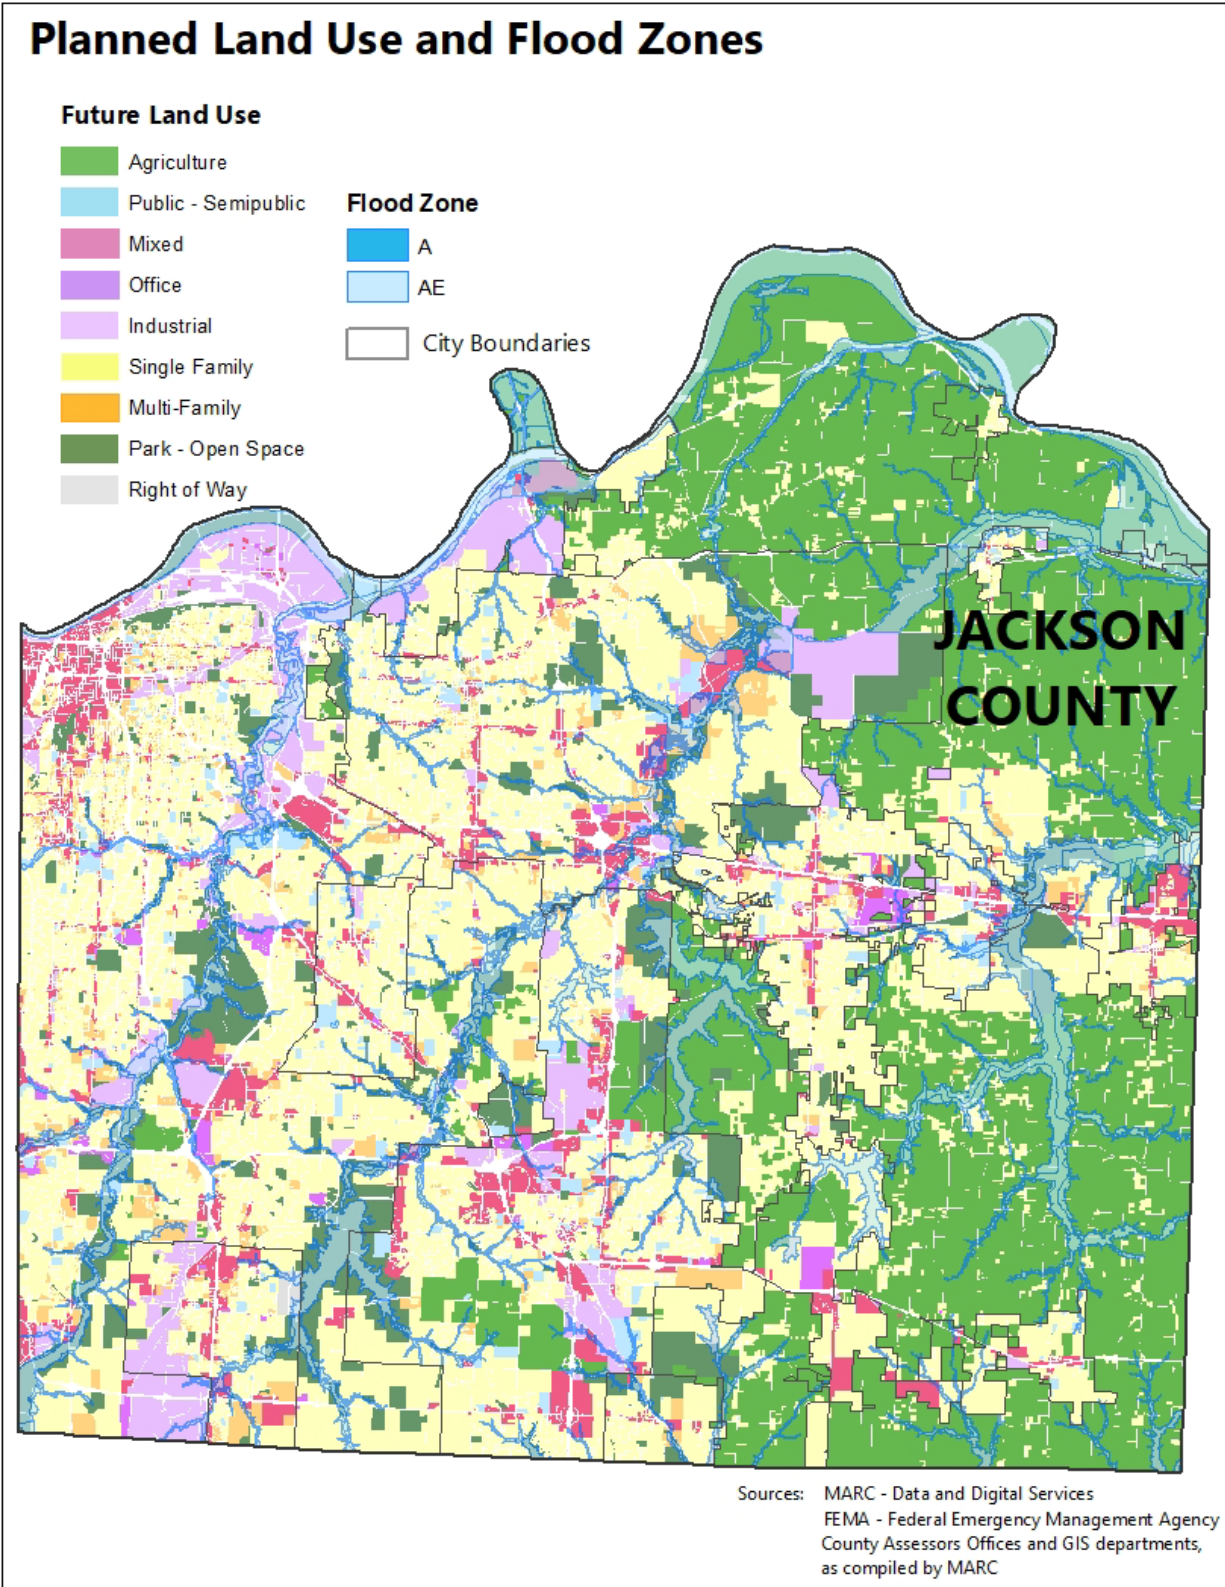 Planned Land Use and Flood Zones
Future Land Use
Agriculture
Public - Semipublic
Mixed
Office
Industrial
Single Family
Multi-Family
Park - Open Space
Right of Way
Flood Zone
A
AE
City Boundaries
JACKSON
COUNTY
Sources: MARC - Data and Digital Services
FEMA - Federal Emergency Management Agency
County Assessors Offices and GIS departments,
as compiled by MARC